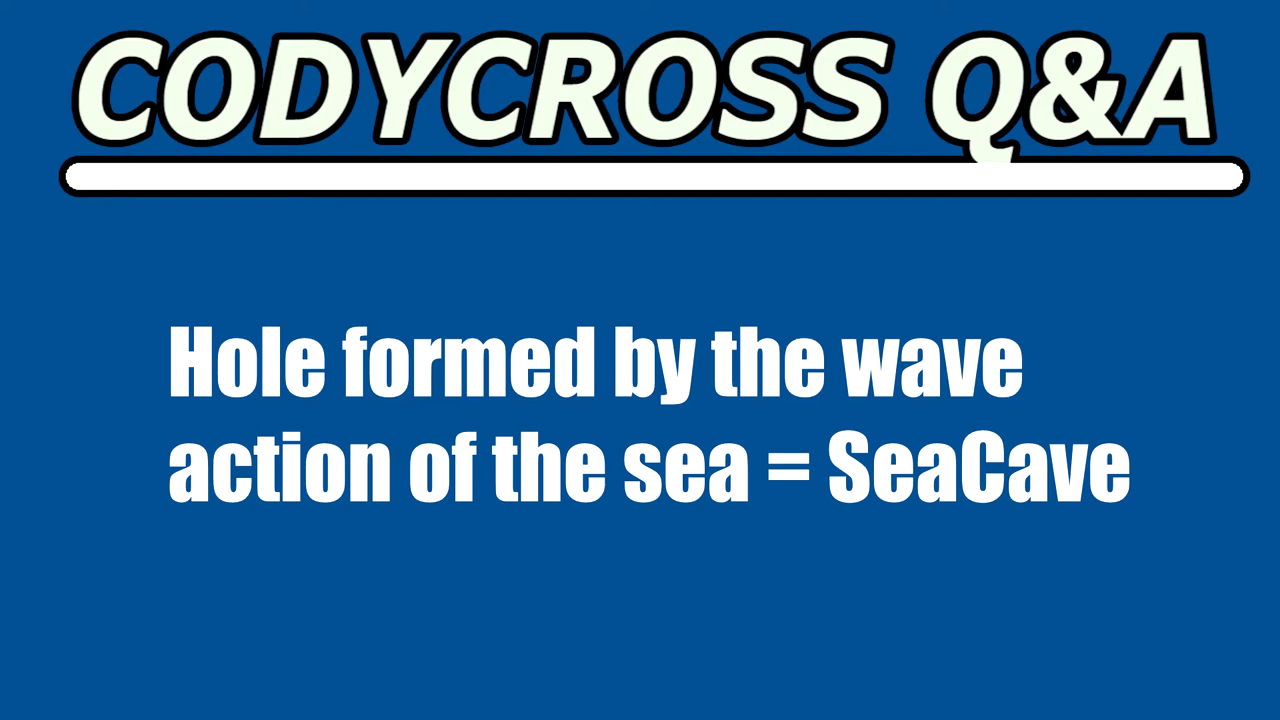 CODYCROSS Q&A
Hole formed by the wave
action of the sea = SeaCave